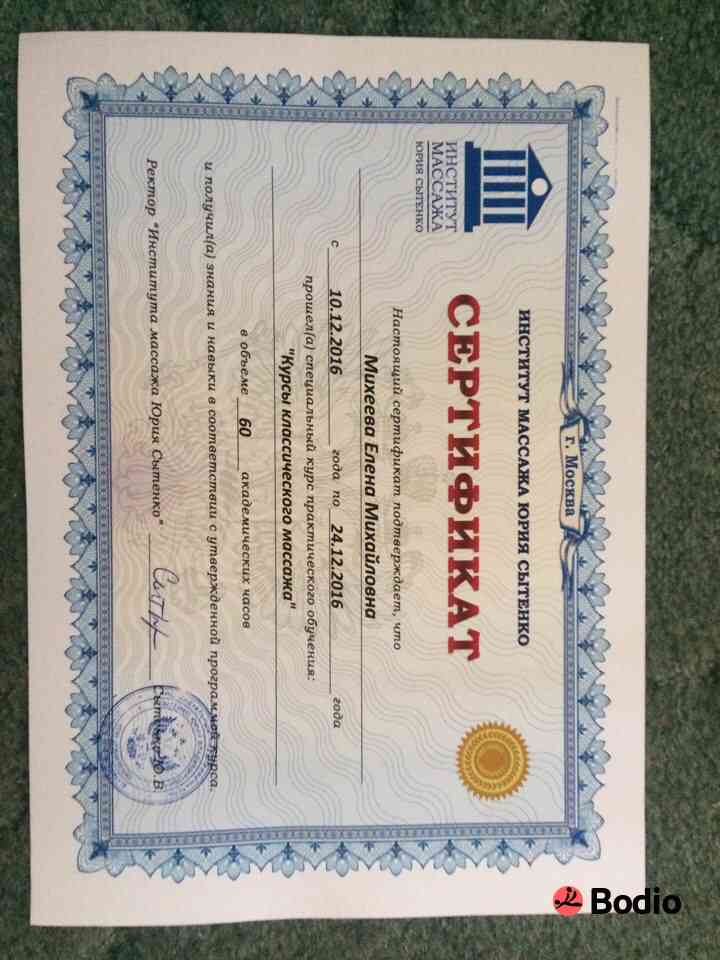 г. Москва
ИНСТИТУТ МАССАЖА ЮРИЯ СЫТЕНКО
ИНСТИТУТ
МАССАЖА
ЮРИЯ СЫТЕНКО
СЕРТИФИКАТ
Настоящий сертификат подтверждает, что
Михеева Елена Михайловна
с 10.12.2016 года по 24.12.2016 года
прошел(а) специальный курс практического обучения:
"Курсы классического массажа"
в объеме 60 академических часов
и получил(а) знания и навыки в соответствии с утвержденной программой курса.
Ректор "Института массажа Юрия Сытенко" Сытенко Ю.В.
Bodio